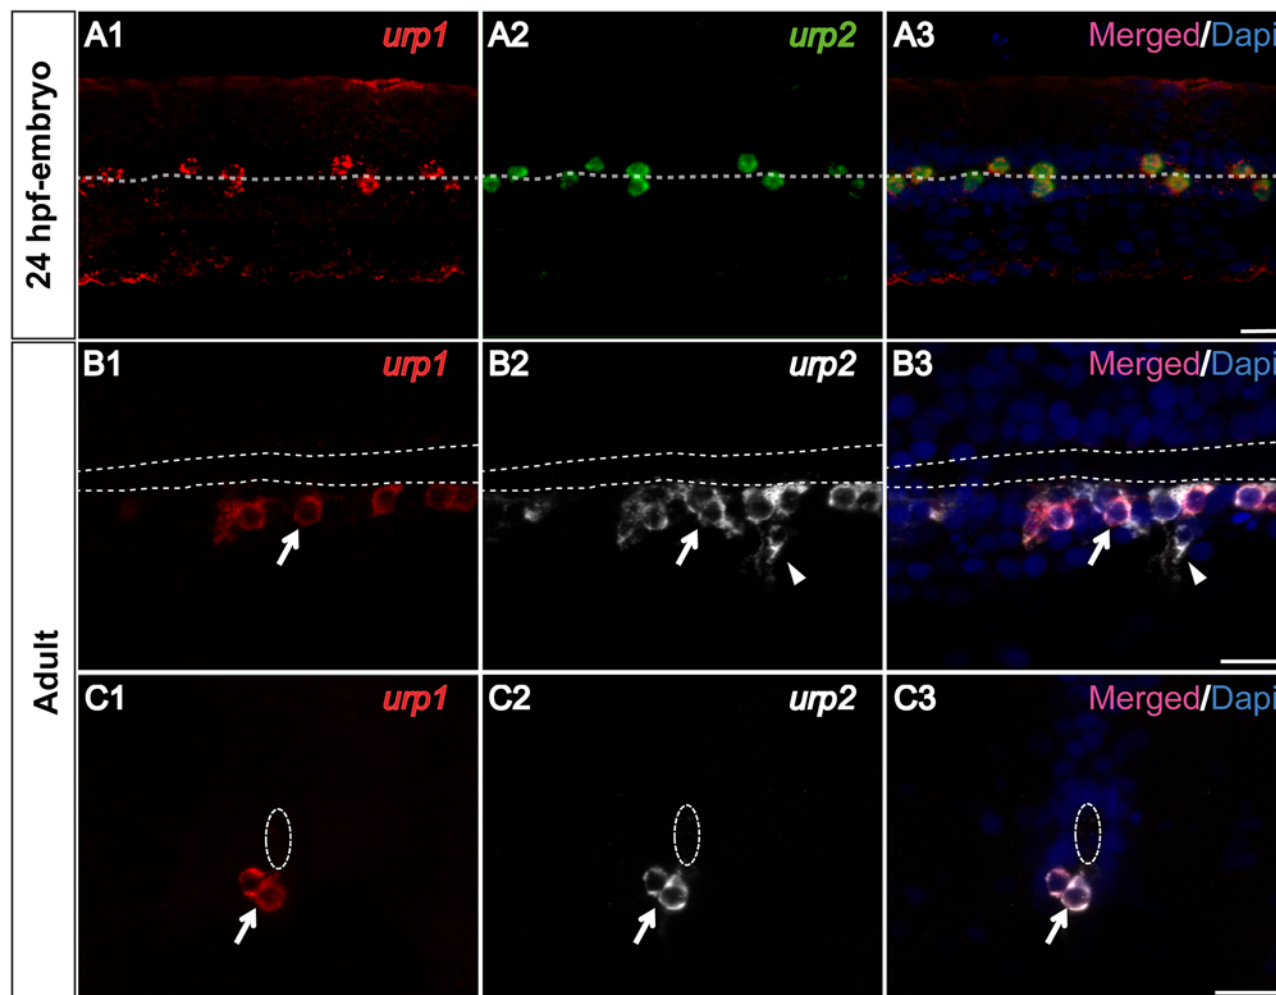 24 hpf-embryo
A1 urp1
A2 urp2
A3 Merged/Dapi
Adult
B1 urp1
B2 urp2
B3 Merged/Dapi
C1 urp1
C2 urp2
C3 Merged/Dapi